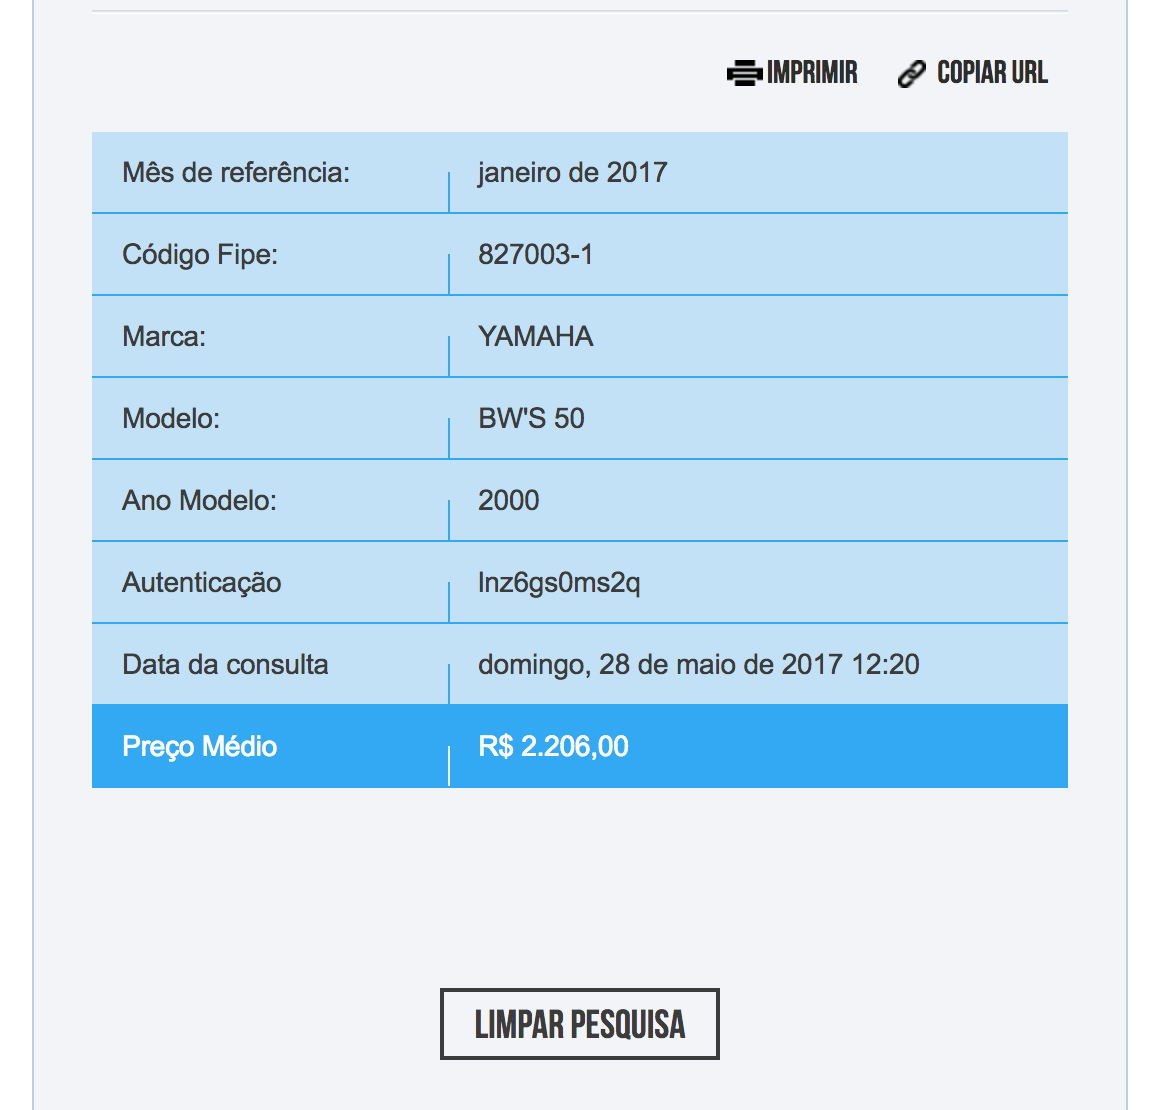 IMPRIMIR COPIAR URL
Mês de referência: janeiro de 2017
Código Fipe: 827003-1
Marca: YAMAHA
Modelo: BW'S 50
Ano Modelo: 2000
Autenticação lnz6gs0ms2q
Data da consulta domingo, 28 de maio de 2017 12:20
Preço Médio R$ 2.206,00
LIMPAR PESQUISA